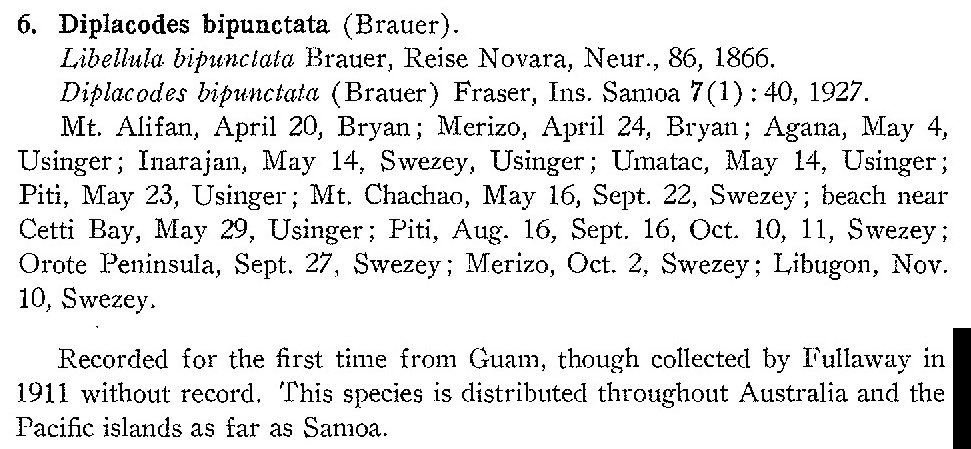 6. Diplacodes bipunctata (Brauer).
Libellula bipunctata Brauer, Reise Novara, Neur., 86, 1866.
Diplacodes bipunctata (Brauer) Fraser, Ins. Samoa 7(1) : 40, 1927.
Mt. Alifan, April 20, Bryan; Merizo, April 24, Bryan; Agana, May 4,
Usinger; Inarajan, May 14, Swezey, Usinger; Umatac, May 14, Usinger;
Piti, May 23, Usinger; Mt. Chachao, May 16, Sept. 22, Swezey; beach near
Cetti Bay, May 29, Usinger; Piti, Aug. 16, Sept. 16, Oct. 10, 11, Swezey;
Orote Peninsula, Sept. 27, Swezey; Merizo, Oct. 2, Swezey; Libugon, Nov.
10, Swezey.
Recorded for the first time from Guam, though collected by Fullaway in
1911 without record. This species is distributed throughout Australia and the
Pacific islands as far as Samoa.